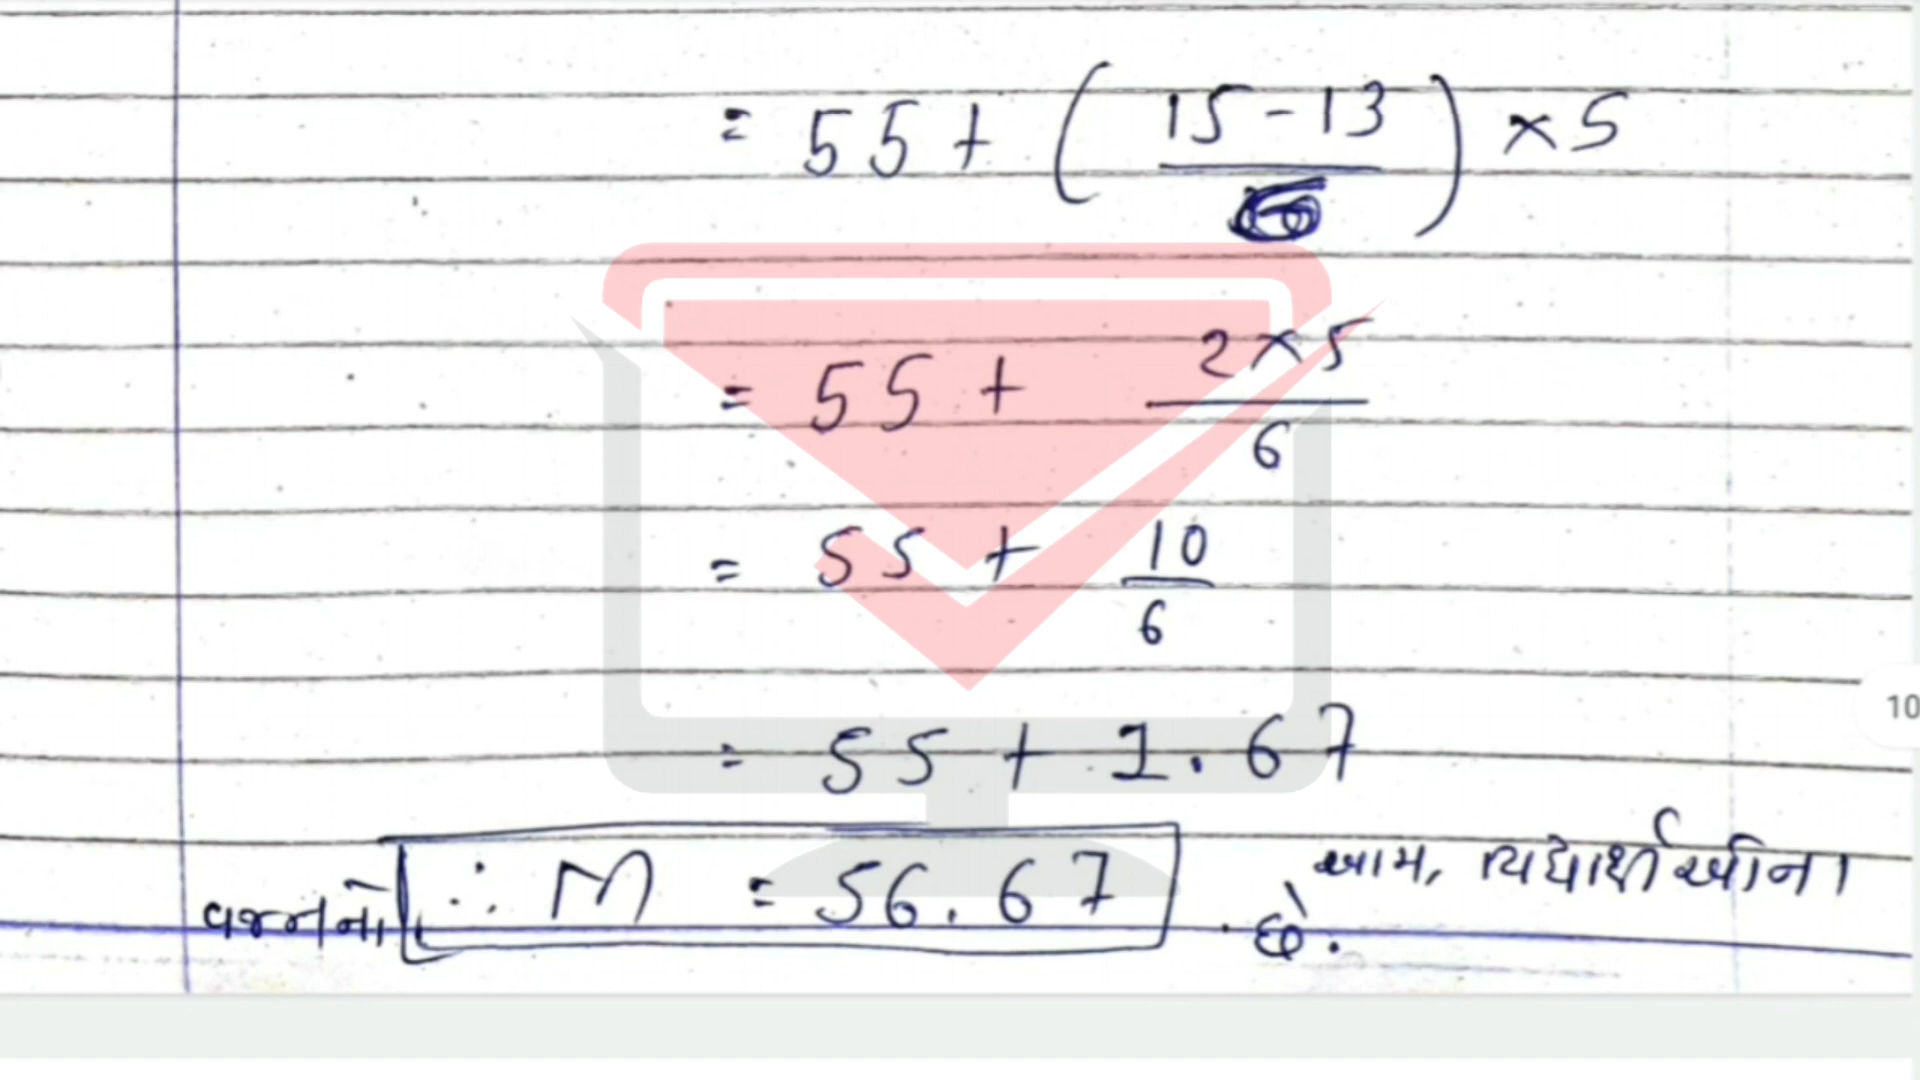 = 55 + ( 15 - 13 / 6 ) × 5
= 55 + 2 × 5 / 6
= 55 + 10 / 6
= 55 + 1.67
આમ, વિદ્યાર્થીઓના
વજનનો ∴ M = 56.67 છે.
10